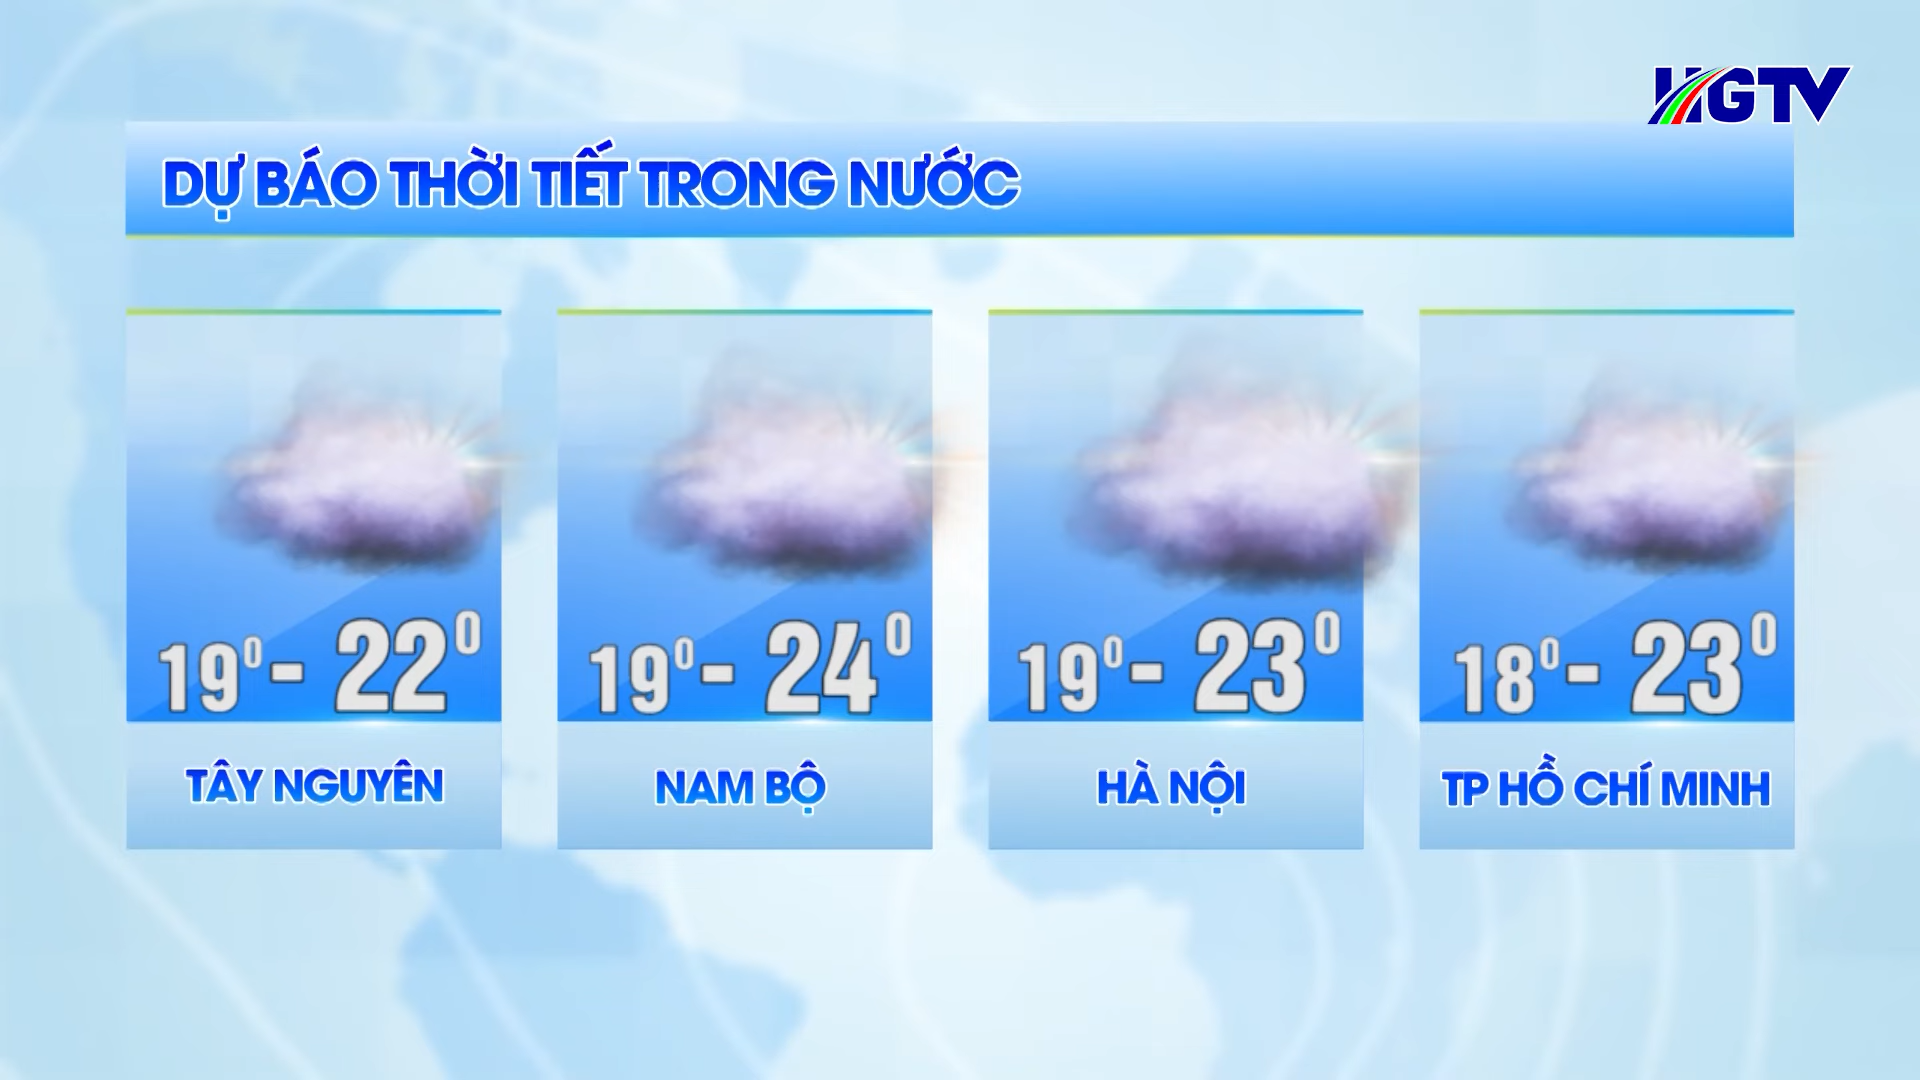 HGTV
DỰ BÁO THỜI TIẾT TRONG NƯỚC
19⁰ - 22⁰
19⁰ - 24⁰
19⁰ - 23⁰
18⁰ - 23⁰
TÂY NGUYÊN
NAM BỘ
HÀ NỘI
TP HỒ CHÍ MINH